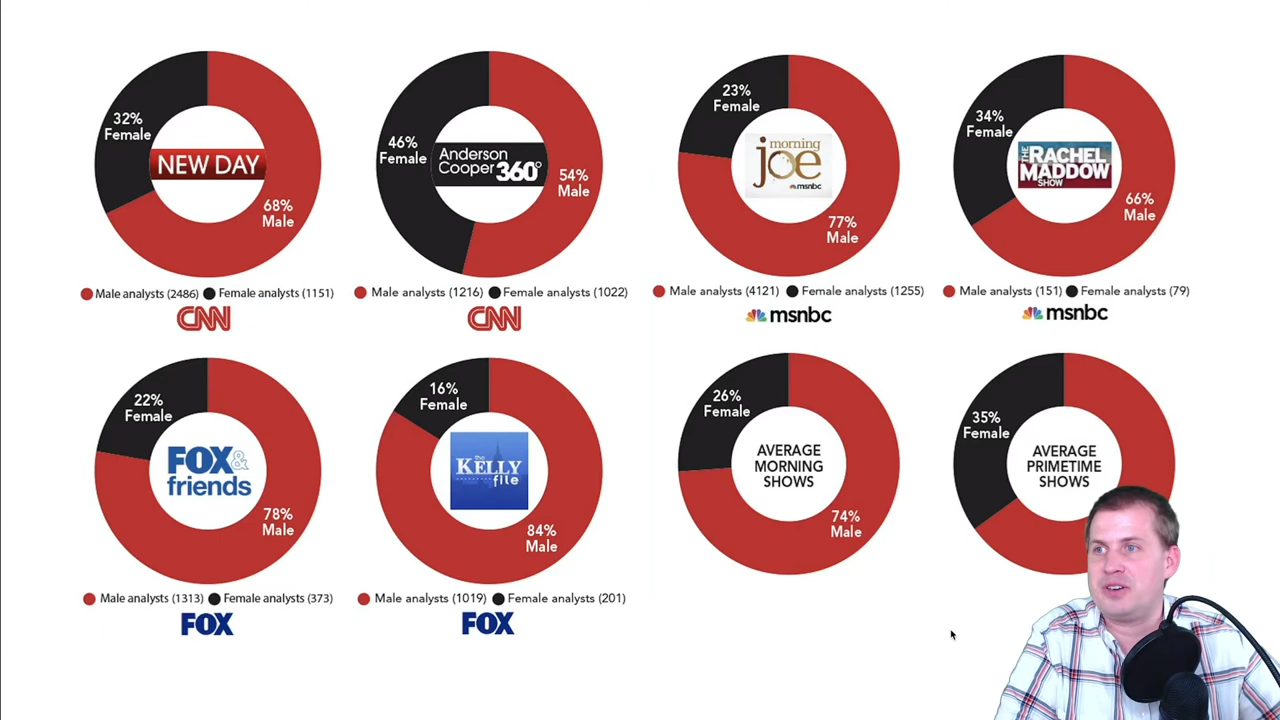 32%
Female
NEW DAY
68%
Male
Male analysts (2486) Female analysts (1151)
CNN
46%
Female
Anderson
Cooper 360°
54%
Male
Male analysts (1216) Female analysts (1022)
CNN
23%
Female
morning
joe
msnbc
77%
Male
Male analysts (4121) Female analysts (1255)
msnbc
34%
Female
THE
RACHEL
MADDOW
SHOW
66%
Male
Male analysts (151) Female analysts (79)
msnbc
22%
Female
FOX&
friends
78%
Male
Male analysts (1313) Female analysts (373)
FOX
16%
Female
the
KELLY
file
84%
Male
Male analysts (1019) Female analysts (201)
FOX
26%
Female
AVERAGE
MORNING
SHOWS
74%
Male
35%
Female
AVERAGE
PRIMETIME
SHOWS